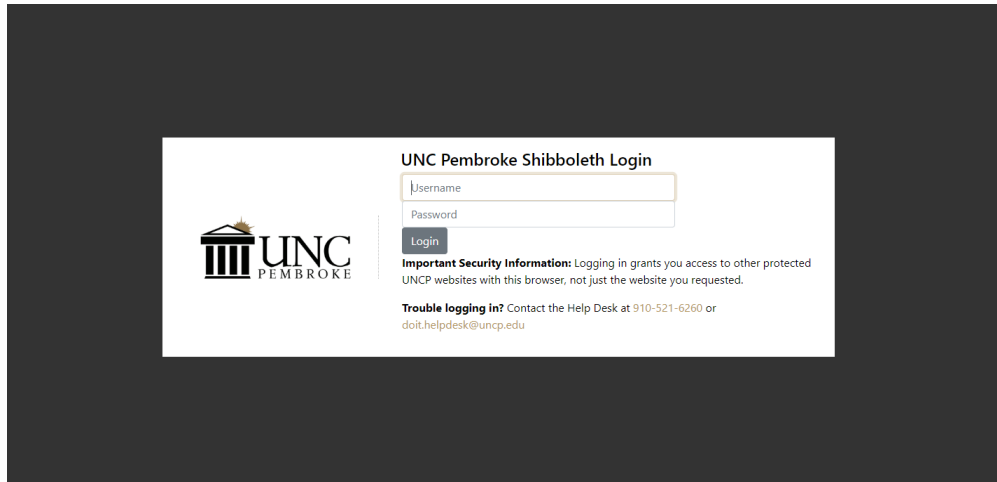 UNC Pembroke Shibboleth Login
Username
Password
Login
UNC
PEMBROKE
Important Security Information: Logging in grants you access to other protected
UNCP websites with this browser, not just the website you requested.
Trouble logging in? Contact the Help Desk at 910-521-6260 or
doit.helpdesk@uncp.edu